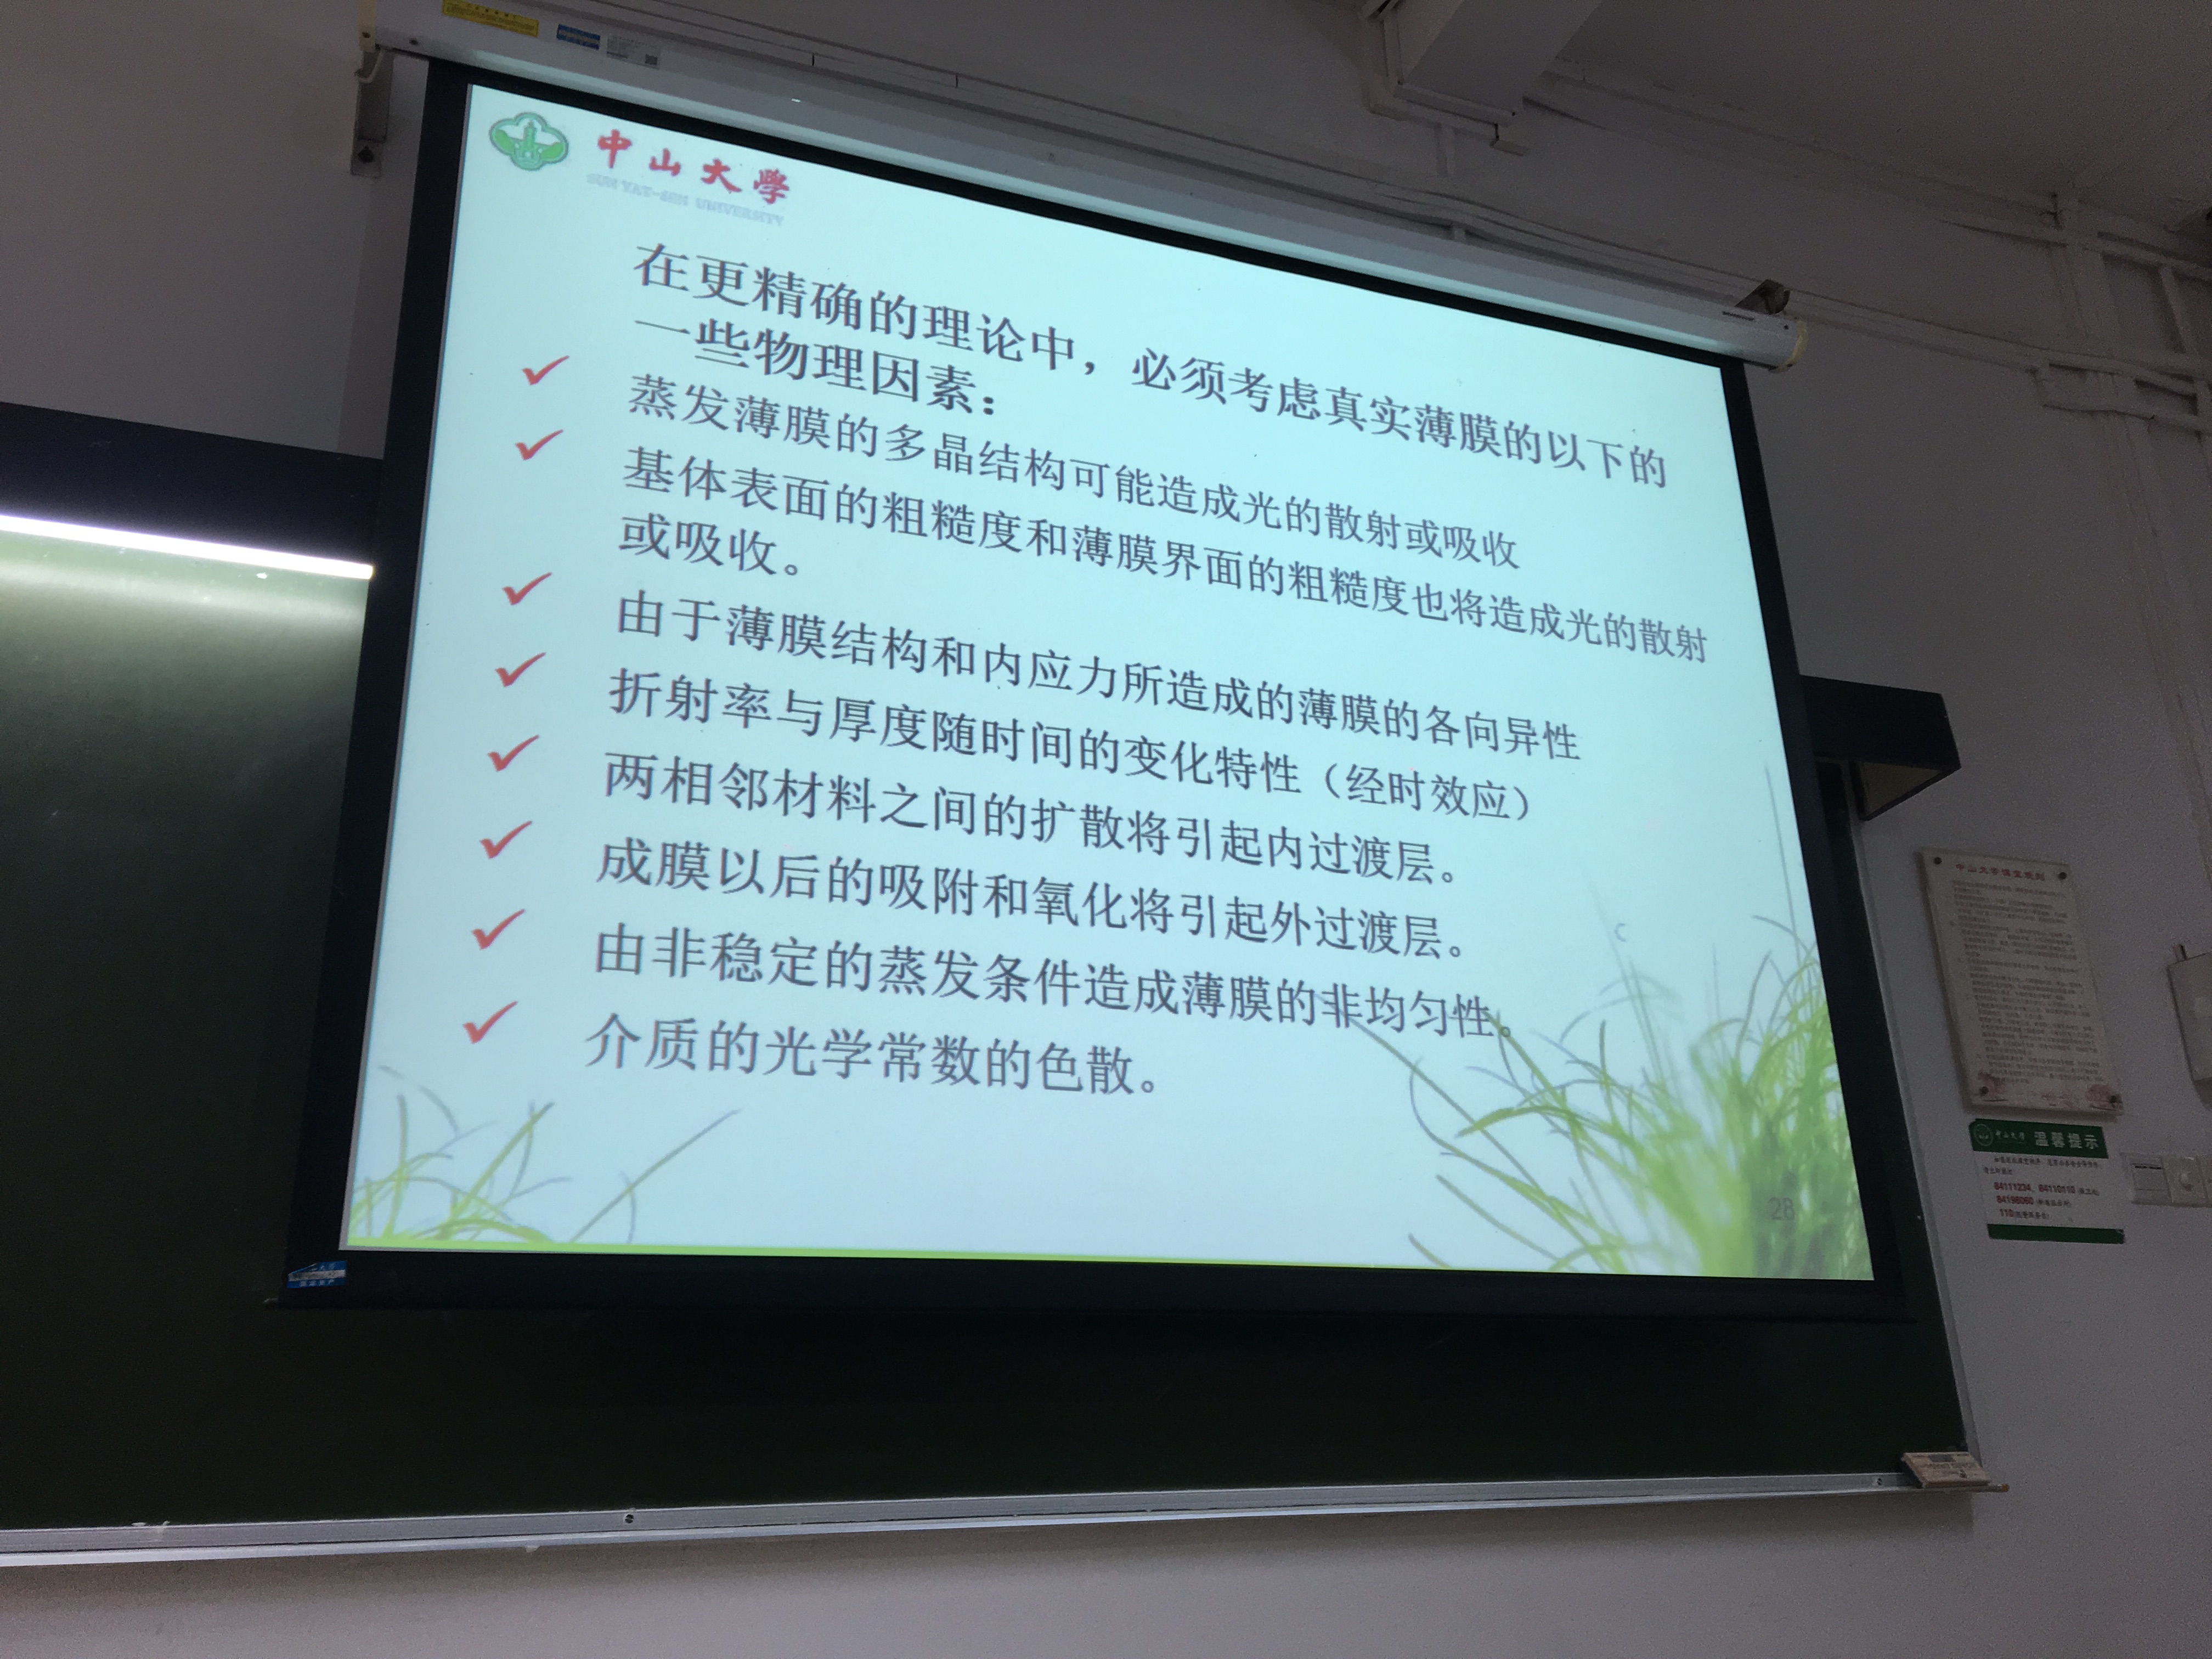 中山大學
SUN YAT-SEN UNIVERSITY
在更精确的理论中，必须考虑真实薄膜的以下的
一些物理因素：
蒸发薄膜的多晶结构可能造成光的散射或吸收
基体表面的粗糙度和薄膜界面的粗糙度也将造成光的散射
或吸收。
由于薄膜结构和内应力所造成的薄膜的各向异性
折射率与厚度随时间的变化特性（经时效应）
两相邻材料之间的扩散将引起内过渡层。
成膜以后的吸附和氧化将引起外过渡层。
由非稳定的蒸发条件造成薄膜的非均匀性。
介质的光学常数的色散。
28
中山大学课堂规则
中山大學 温馨提示
84111234、84110110
84196060
110